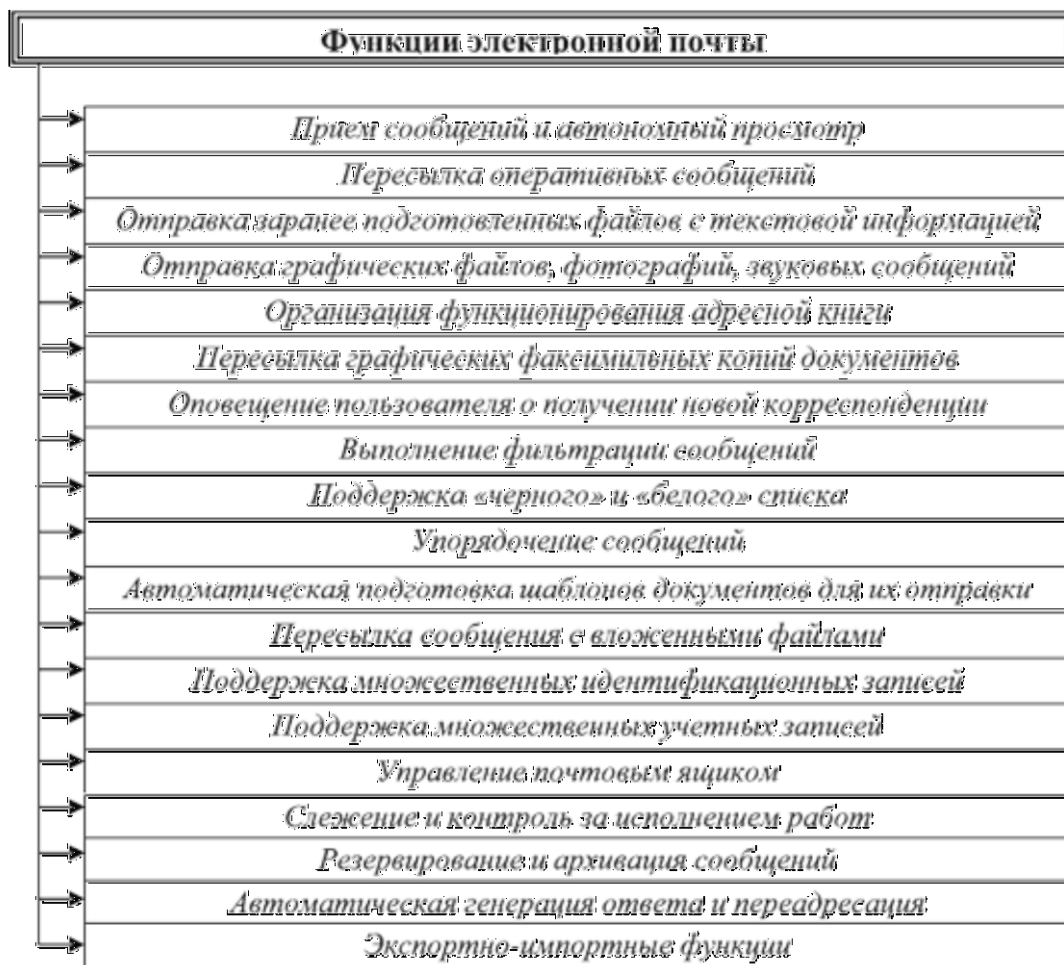 Функции электронной почты
Прием сообщений и автономный просмотр
Пересылка оперативных сообщений
Отправка заранее подготовленных файлов с текстовой информацией
Отправка графических файлов, фотографий, звуковых сообщений
Организация функционирования адресной книги
Пересылка графических факсимильных копий документов
Оповещение пользователя о получении новой корреспонденции
Выполнение фильтрации сообщений
Поддержка «черного» и «белого» списка
Упорядочение сообщений
Автоматическая подготовка шаблонов документов для их отправки
Пересылка сообщения с вложенными файлами
Поддержка множественных идентификационных записей
Поддержка множественных учетных записей
Управление почтовым ящиком
Слежение и контроль за исполнением работ
Резервирование и архивация сообщений
Автоматическая генерация ответа и переадресация
Экспортно-импортные функции